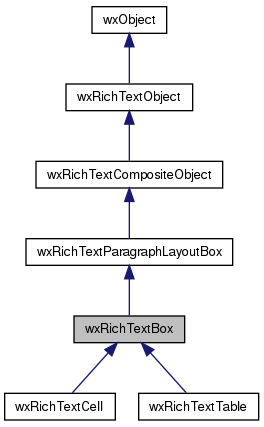 wxObject
wxRichTextObject
wxRichTextCompositeObject
wxRichTextParagraphLayoutBox
wxRichTextBox
wxRichTextCell
wxRichTextTable